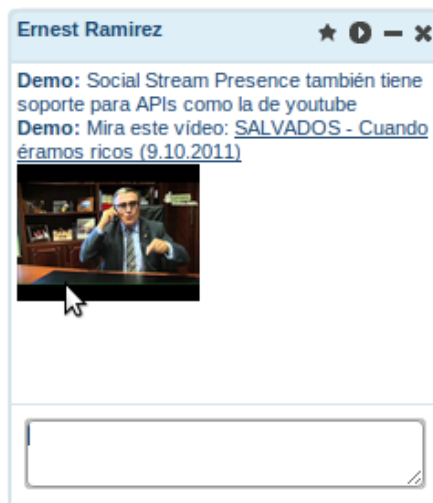 Ernest Ramirez
Demo: Social Stream Presence también tiene
soporte para APIs como la de youtube
Demo: Mira este vídeo: SALVADOS - Cuando
éramos ricos (9.10.2011)